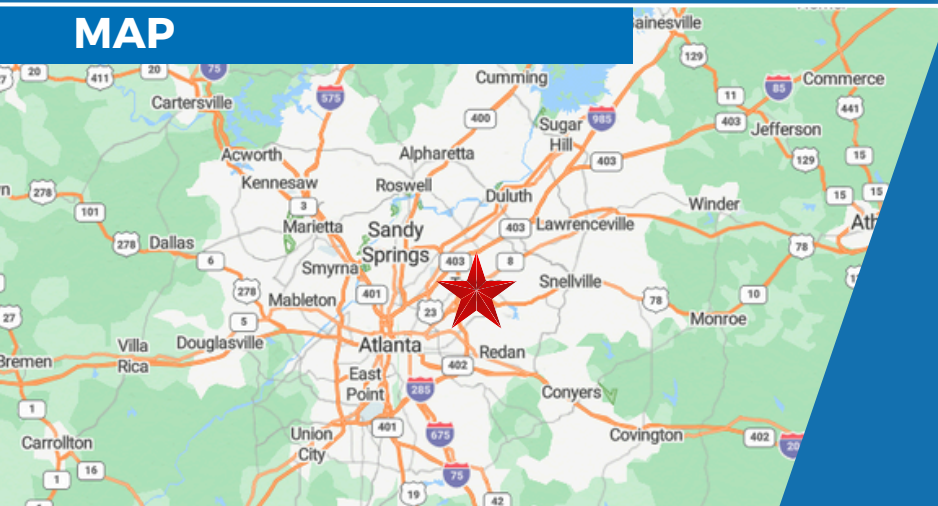 MAP
ainesville
129
20
411
20
75
Cumming
575
11
85
Commerce
Cartersville
400
Sugar
Hill
985
403
441
Jefferson
Acworth
Alpharetta
403
129
15
Kennesaw
Roswell
278
3
Duluth
15
15
101
Marietta
Sandy
Springs
403
Lawrenceville
Winder
Ath
278
Dallas
78
6
Smyrna
403
8
278
Mableton
401
Snellville
78
10
27
5
23
Monroe
Bremen
Villa
Rica
Douglasville
Atlanta
Redan
402
East
Point
285
Conyers
1
401
Carrollton
Union
City
675
Covington
402
20
16
1
75
19
42